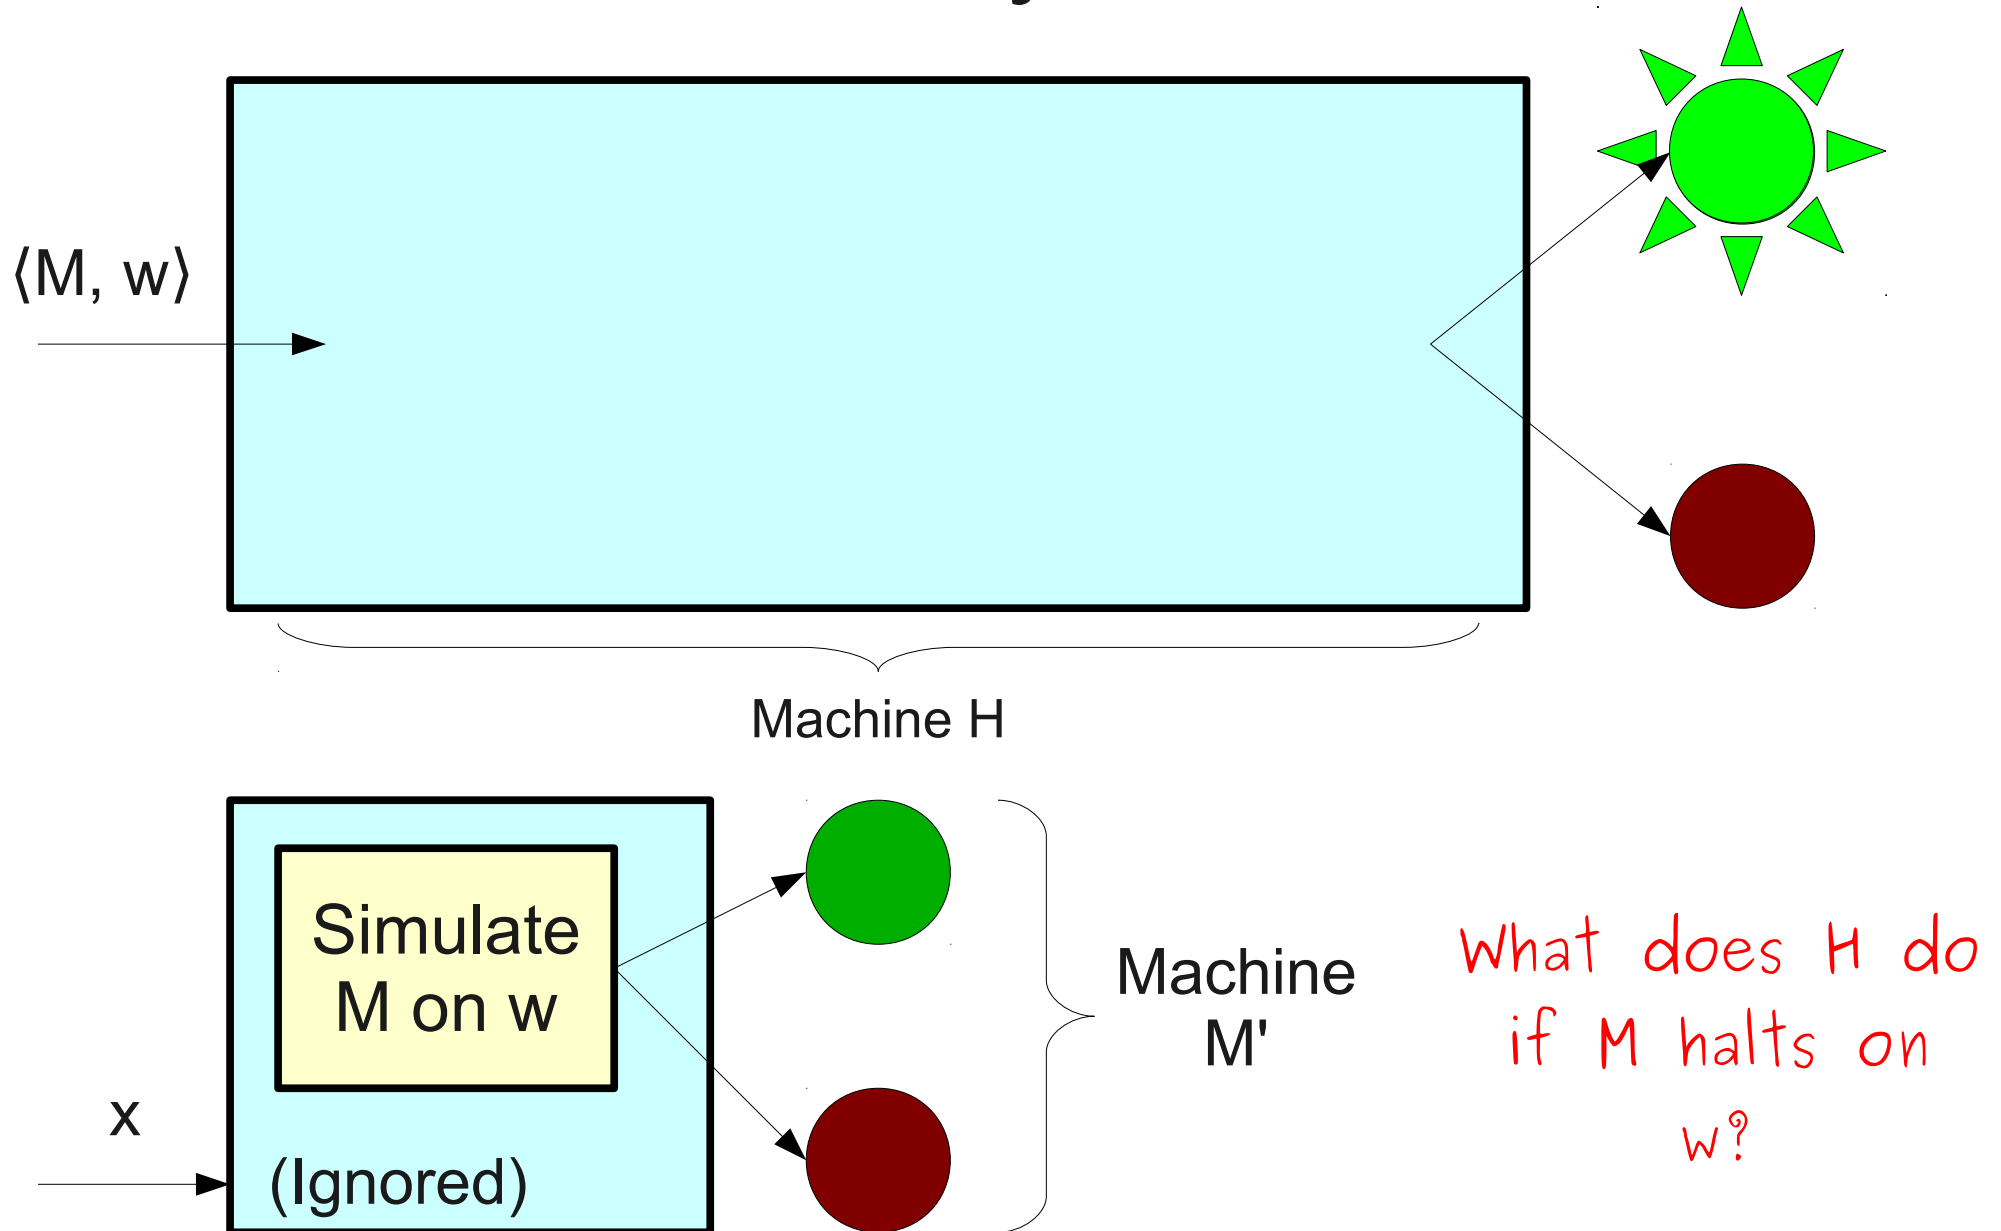 ⟨M, w⟩
Machine H
Simulate
M on w
x
(Ignored)
Machine
M'
What does H do
if M halts on
w?